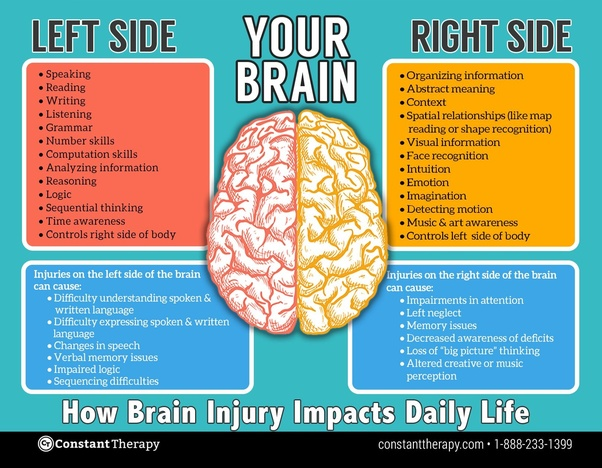 LEFT SIDE
YOUR
BRAIN
RIGHT SIDE
• Speaking
• Reading
• Writing
• Listening
• Grammar
• Number skills
• Computation skills
• Analyzing information
• Reasoning
• Logic
• Sequential thinking
• Time awareness
• Controls right side of body
• Organizing information
• Abstract meaning
• Context
• Spatial relationships (like map
reading or shape recognition)
• Visual information
• Face recognition
• Intuition
• Emotion
• Imagination
• Detecting motion
• Music & art awareness
• Controls left side of body
Injuries on the left side of the brain
can cause:
• Difficulty understanding spoken &
written language
• Difficulty expressing spoken & written
language
• Changes in speech
• Verbal memory issues
• Impaired logic
• Sequencing difficulties
Injuries on the right side of the brain
can cause:
• Impairments in attention
• Left neglect
• Memory issues
• Decreased awareness of deficits
• Loss of "big picture" thinking
• Altered creative or music
perception
How Brain Injury Impacts Daily Life
CT ConstantTherapy
constanttherapy.com • 1-888-233-1399